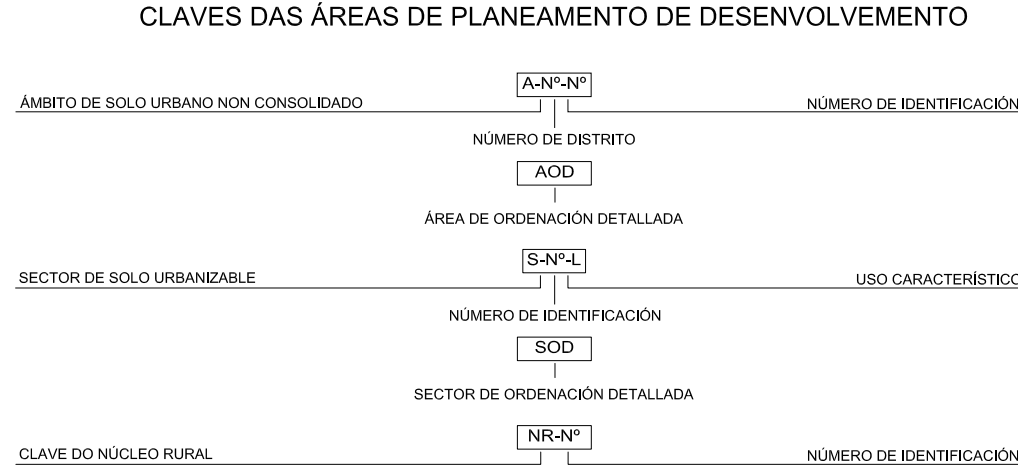 CLAVES DAS ÁREAS DE PLANEAMENTO DE DESENVOLVEMENTO
A-Nº-Nº
ÁMBITO DE SOLO URBANO NON CONSOLIDADO
NÚMERO DE IDENTIFICACIÓN
NÚMERO DE DISTRITO
AOD
ÁREA DE ORDENACIÓN DETALLADA
S-Nº-L
SECTOR DE SOLO URBANIZABLE
USO CARACTERÍSTICO
NÚMERO DE IDENTIFICACIÓN
SOD
SECTOR DE ORDENACIÓN DETALLADA
NR-Nº
CLAVE DO NÚCLEO RURAL
NÚMERO DE IDENTIFICACIÓN